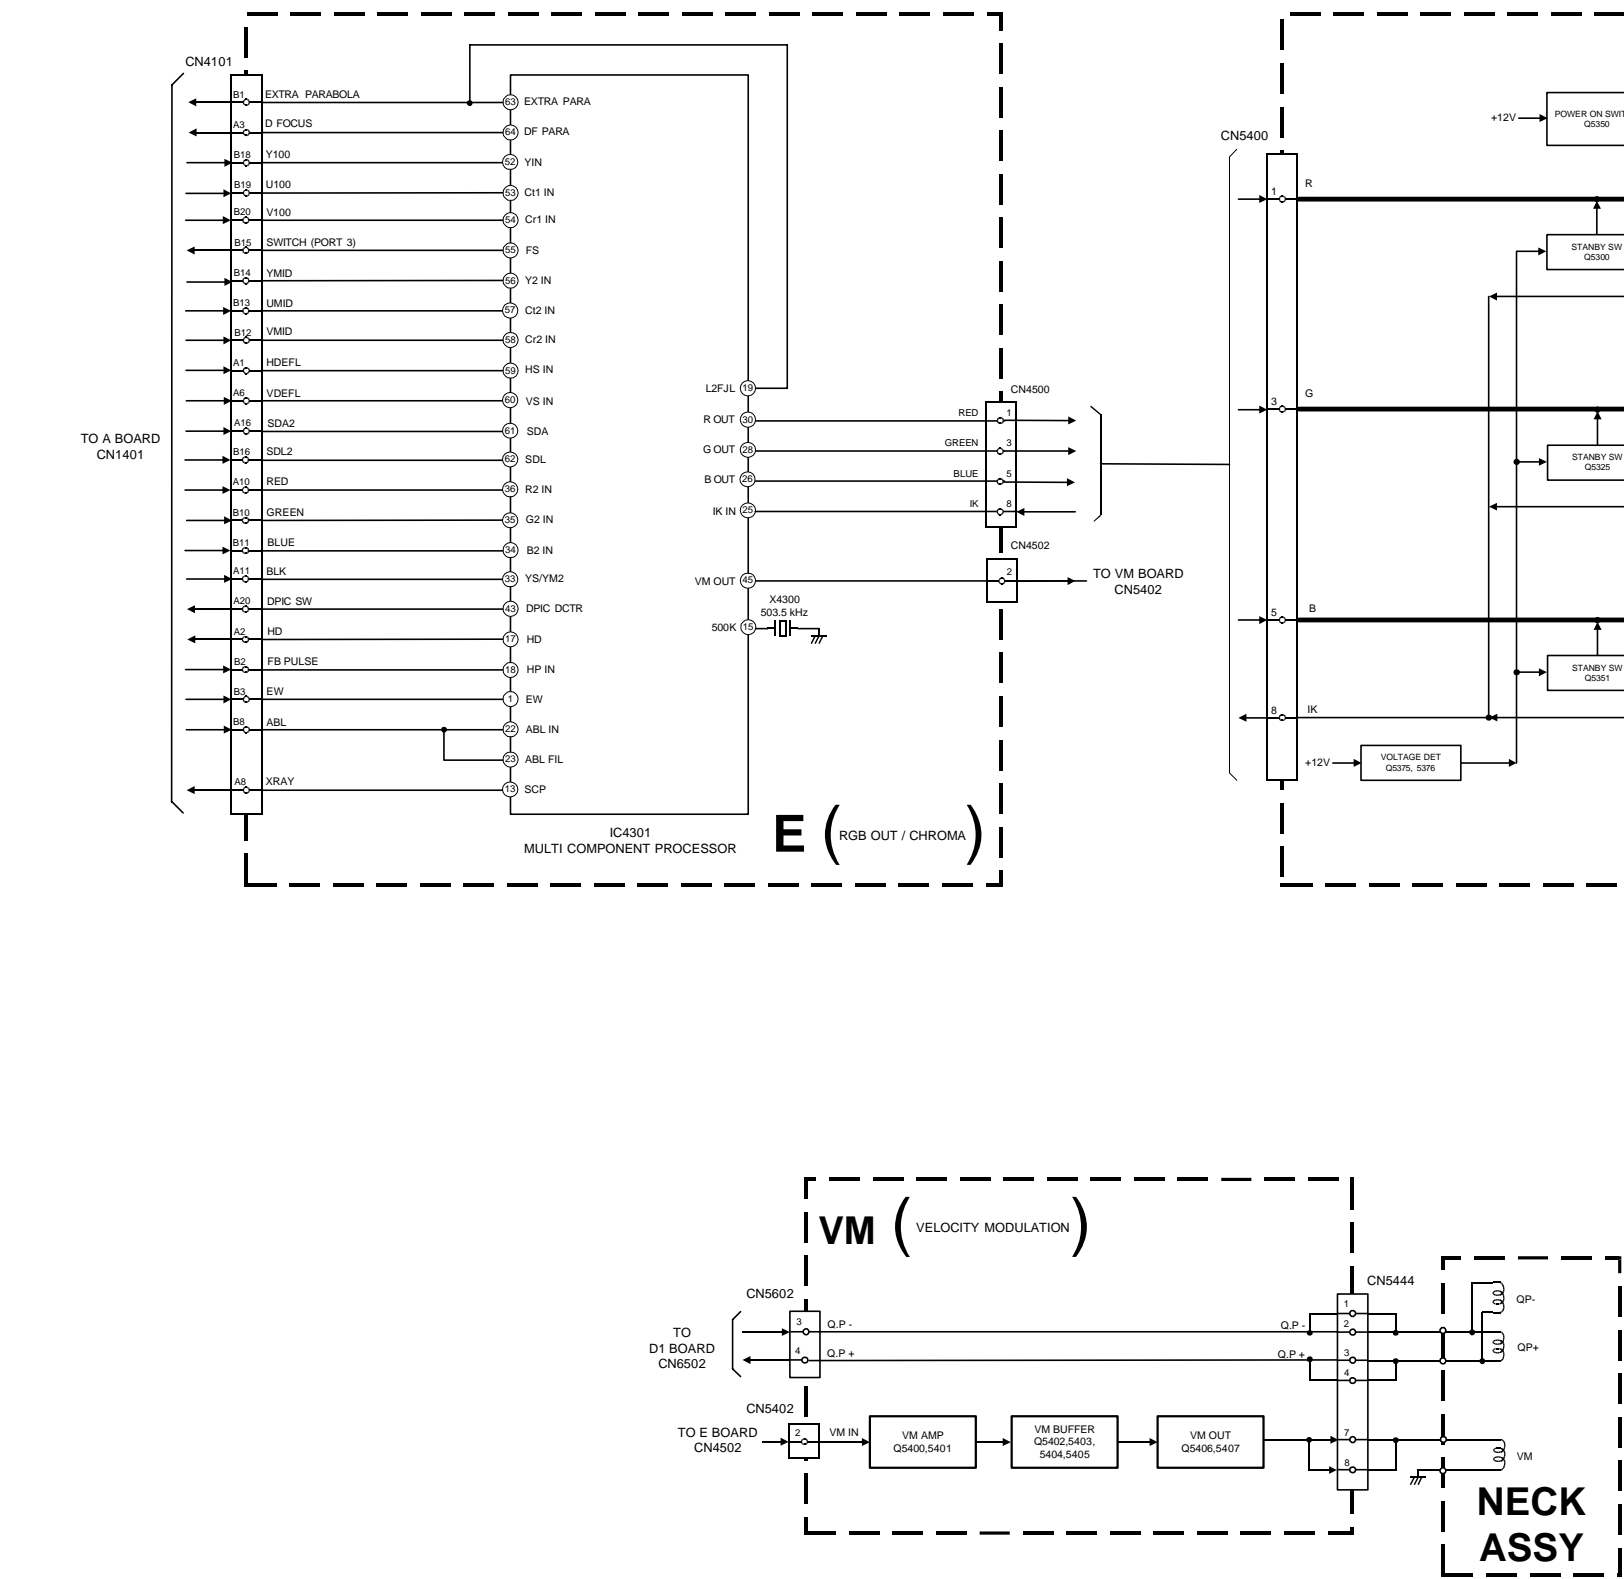 CN4101
TO A BOARD
CN1401
B1 EXTRA PARABOLA 63 EXTRA PARA
A3 D FOCUS 64 DF PARA
B18 Y100 52 YIN
B19 U100 53 Ct1 IN
B20 V100 54 Cr1 IN
B15 SWITCH (PORT 3) 55 FS
B14 YMID 56 Y2 IN
B13 UMID 57 Ct2 IN
B12 VMID 58 Cr2 IN
A1 HDEFL 59 HS IN
A6 VDEFL 60 VS IN
A16 SDA2 61 SDA
B16 SDL2 62 SDL
A10 RED 36 R2 IN
B10 GREEN 35 G2 IN
B11 BLUE 34 B2 IN
A11 BLK 33 YS/YM2
A20 DPIC SW 43 DPIC DCTR
A2 HD 17 HD
B2 FB PULSE 18 HP IN
B3 EW 1 EW
B8 ABL 22 ABL IN
23 ABL FIL
A8 XRAY 13 SCP
L2FJL 19
R OUT 30
G OUT 28
B OUT 26
IK IN 25
VM OUT 45
500K 15
X4300
503.5 kHz
IC4301
MULTI COMPONENT PROCESSOR
E (RGB OUT / CHROMA)
CN4500
RED 1
GREEN 3
BLUE 5
IK 8
CN4502
2
TO VM BOARD
CN5402
CN5400
+12V
POWER ON SWIT
Q5350
1 R
STANBY SW
Q5300
3 G
STANBY SW
Q5325
5 B
STANBY SW
Q5351
8 IK
+12V
VOLTAGE DET
Q5375, 5376
VM (VELOCITY MODULATION)
CN5602
TO
D1 BOARD
CN6502
3 Q.P -
4 Q.P +
Q.P -
Q.P +
CN5444
1
2
3
4
7
8
CN5402
TO E BOARD
CN4502
2 VM IN
VM AMP
Q5400,5401
VM BUFFER
Q5402,5403,
5404,5405
VM OUT
Q5406,5407
QP-
QP+
VM
NECK
ASSY